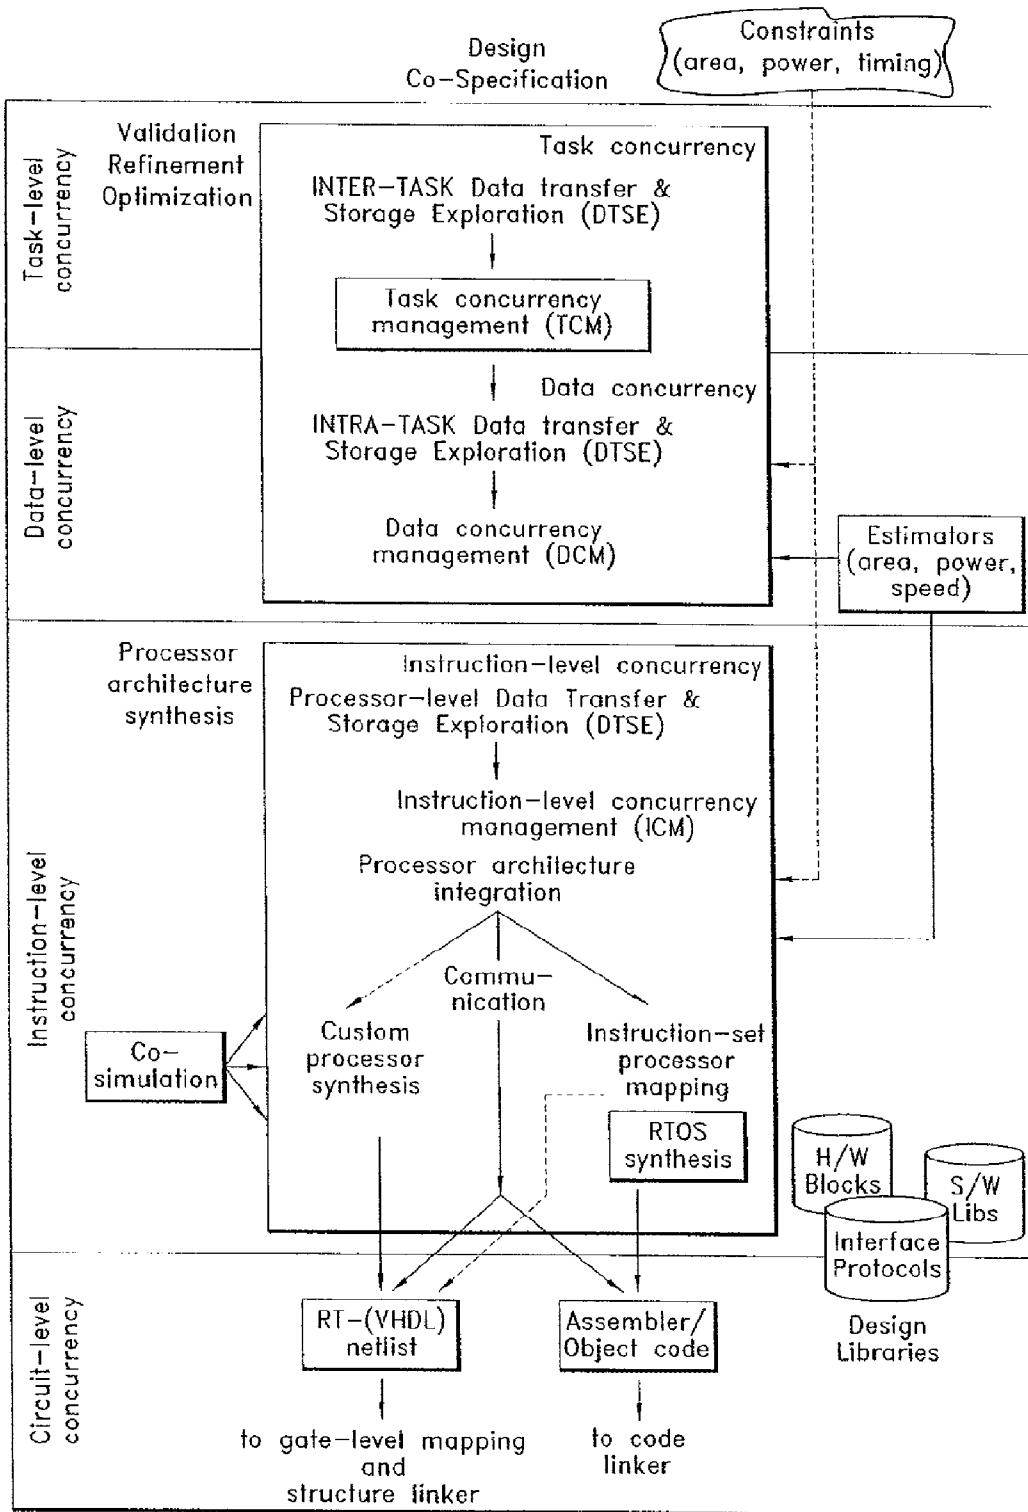 Design
Co-Specification
Constraints
(area, power, timing)
Task-level
concurrency
Validation
Refinement
Optimization
Task concurrency
INTER-TASK Data transfer &
Storage Exploration (DTSE)
Task concurrency
management (TCM)
Data-level
concurrency
Data concurrency
INTRA-TASK Data transfer &
Storage Exploration (DTSE)
Data concurrency
management (DCM)
Estimators
(area, power,
speed)
Instruction-level
concurrency
Processor
architecture
synthesis
Instruction-level concurrency
Processor-level Data Transfer &
Storage Exploration (DTSE)
Instruction-level concurrency
management (ICM)
Processor architecture
integration
Commu-
nication
Custom
processor
synthesis
Instruction-set
processor
mapping
Co-
simulation
RTOS
synthesis
H/W
Blocks
S/W
Libs
Interface
Protocols
Design
Libraries
Circuit-level
concurrency
RT-(VHDL)
netlist
Assembler/
Object code
to gate-level mapping
and
structure linker
to code
linker